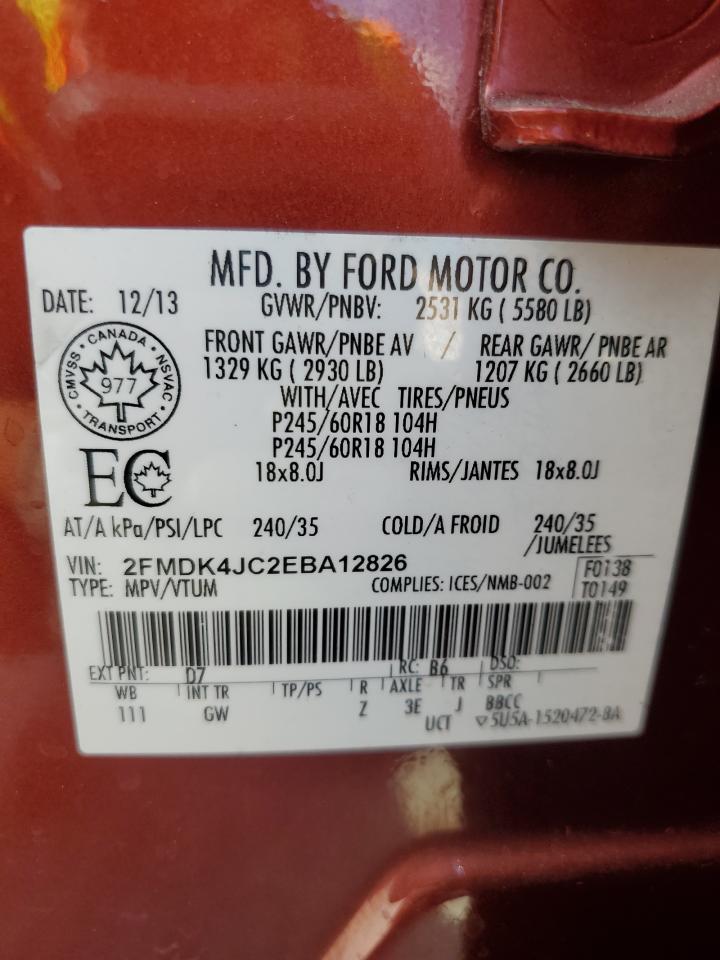 MFD. BY FORD MOTOR CO.
DATE: 12/13 GVWR/PNBV: 2531 KG ( 5580 LB)
FRONT GAWR/PNBE AV / REAR GAWR/ PNBE AR
1329 KG ( 2930 LB) 1207 KG ( 2660 LB)
CMVSS · CANADA · NSVAC · TRANSPORT ·
977
WITH/AVEC TIRES/PNEUS
P245/60R18 104H
P245/60R18 104H
EC
18x8.0J RIMS/JANTES 18x8.0J
AT/A kPa/PSI/LPC 240/35 COLD/A FROID 240/35
/JUMELEES
VIN: 2FMDK4JC2EBA12826 F0138
TYPE: MPV/VTUM COMPLIES: ICES/NMB-002 T0149
EXT PNT: D7 RC: B6 DSO:
WB INT TR TP/PS R AXLE TR SPR
111 GW Z 3E J BBCC
UCT ▽5U5A-1520472-BA